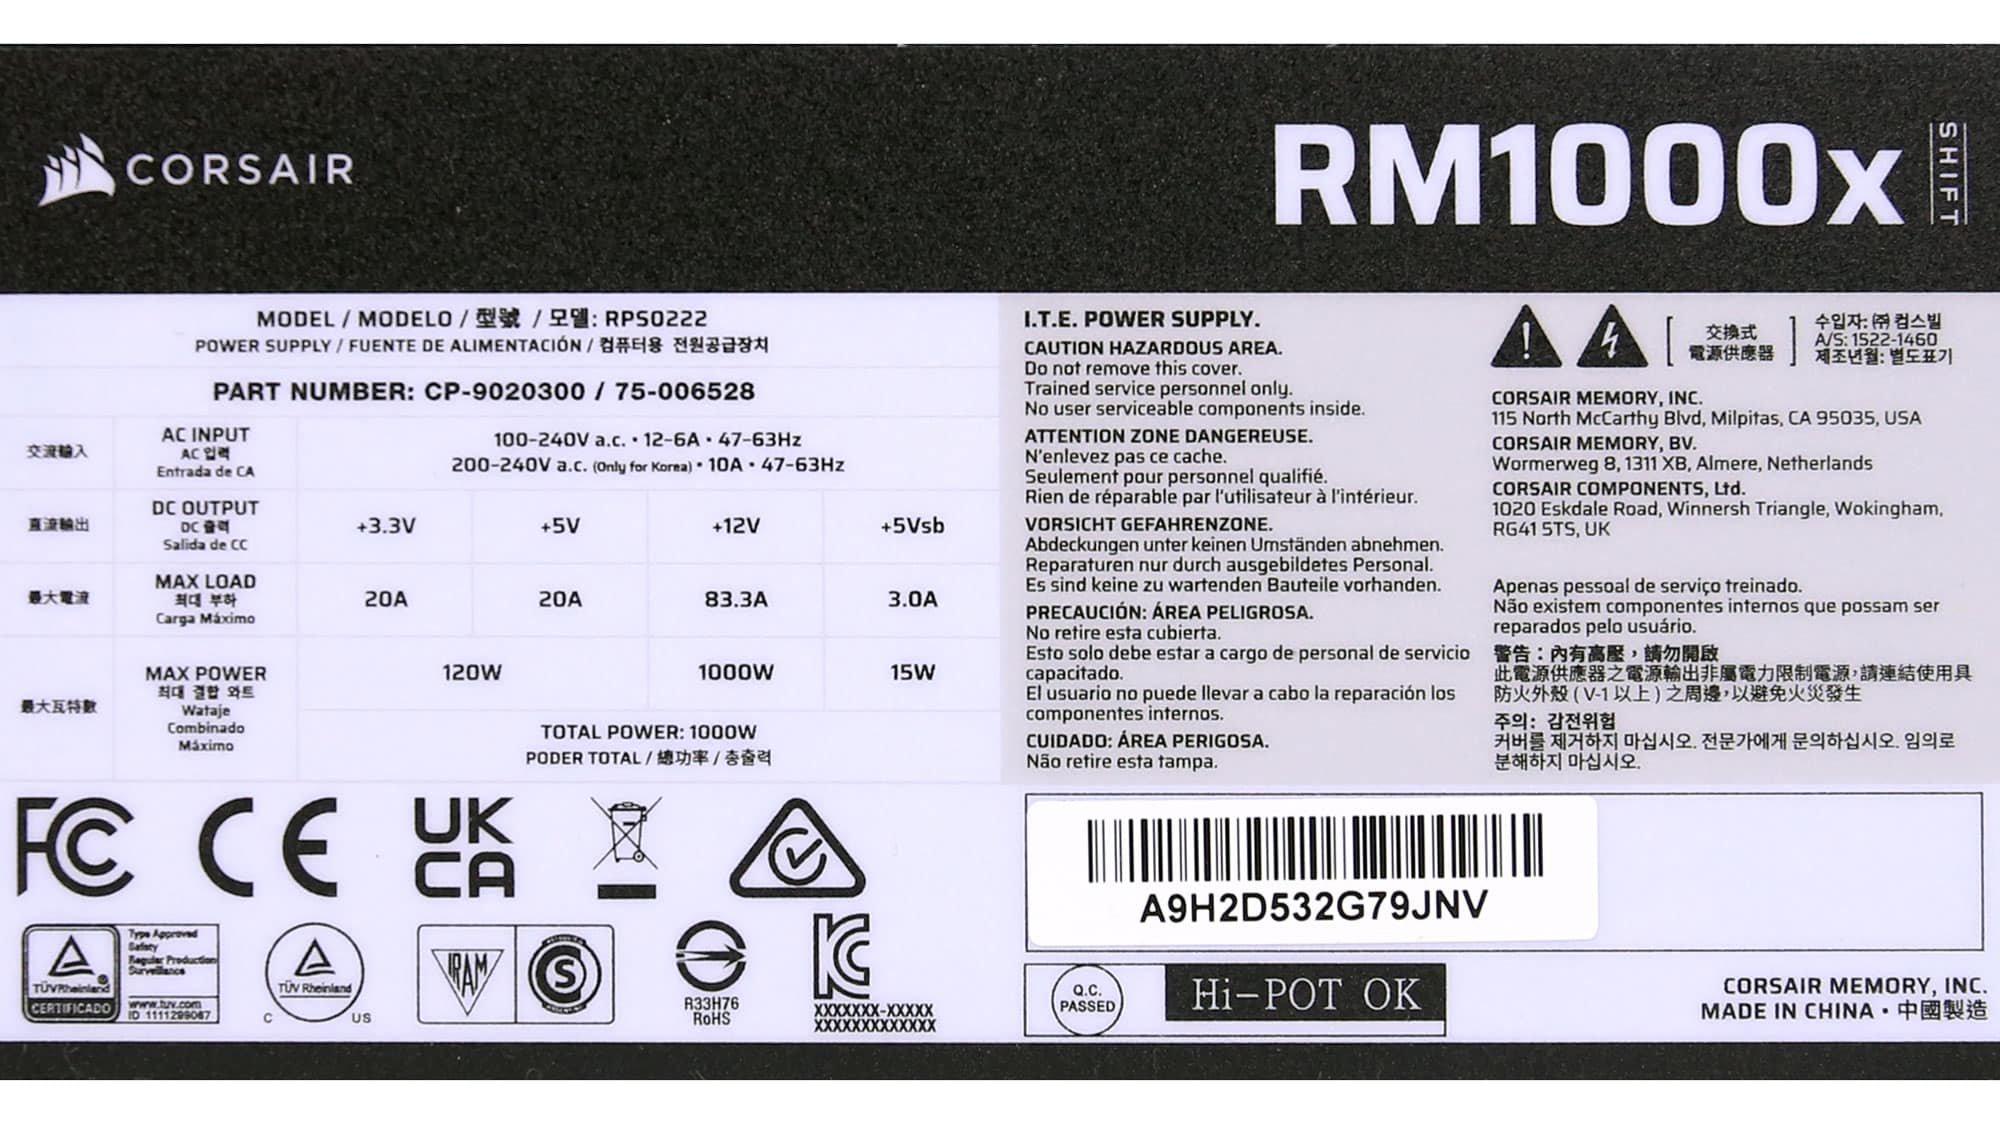 CORSAIR
RM1000x
SHIFT
MODEL / MODELO / 型號 / 모델: RPS0222
POWER SUPPLY / FUENTE DE ALIMENTACIÓN / 컴퓨터용 전원공급장치
PART NUMBER: CP-9020300 / 75-006528
交流輸入
AC INPUT
AC 입력
Entrada de CA
100-240V a.c. • 12-6A • 47-63Hz
200-240V a.c. (Only for Korea) • 10A • 47-63Hz
直流輸出
DC OUTPUT
DC 출력
Salida de CC
+3.3V
+5V
+12V
+5Vsb
最大電流
MAX LOAD
최대 부하
Carga Máximo
20A
20A
83.3A
3.0A
最大瓦特數
MAX POWER
최대 결합 와트
Wataje
Combinado
Máximo
120W
1000W
15W
TOTAL POWER: 1000W
PODER TOTAL / 總功率 / 총출력
I.T.E. POWER SUPPLY.
CAUTION HAZARDOUS AREA.
Do not remove this cover.
Trained service personnel only.
No user serviceable components inside.
ATTENTION ZONE DANGEREUSE.
N'enlevez pas ce cache.
Seulement pour personnel qualifié.
Rien de réparable par l'utilisateur à l'intérieur.
VORSICHT GEFAHRENZONE.
Abdeckungen unter keinen Umständen abnehmen.
Reparaturen nur durch ausgebildetes Personal.
Es sind keine zu wartenden Bauteile vorhanden.
PRECAUCIÓN: ÁREA PELIGROSA.
No retire esta cubierta.
Esto solo debe estar a cargo de personal de servicio
capacitado.
El usuario no puede llevar a cabo la reparación los
componentes internos.
CUIDADO: ÁREA PERIGOSA.
Não retire esta tampa.
交換式
電源供應器
수입자: ㈜ 컴스빌
A/S: 1522-1460
제조년월: 별도표기
CORSAIR MEMORY, INC.
115 North McCarthy Blvd, Milpitas, CA 95035, USA
CORSAIR MEMORY, BV.
Wormerweg 8, 1311 XB, Almere, Netherlands
CORSAIR COMPONENTS, Ltd.
1020 Eskdale Road, Winnersh Triangle, Wokingham,
RG41 5TS, UK
Apenas pessoal de serviço treinado.
Não existem componentes internos que possam ser
reparados pelo usuário.
警告：內有高壓，請勿開啟
此電源供應器之電源輸出非屬電力限制電源，請連結使用具
防火外殼 ( V-1 以上 ) 之周邊，以避免火災發生
주의: 감전위험
커버를 제거하지 마십시오. 전문가에게 문의하십시오. 임의로
분해하지 마십시오.
FC
CE
UK
CA
TÜVRheinland
CERTIFICADO
Type Approved
Safety
Regular Production
Surveillance
www.tuv.com
ID 1111299067
TÜV Rheinland
C US
IRAM
S
R33H76
RoHS
XXXXXXX-XXXXX
XXXXXXXXXXXXX
A9H2D532G79JNV
Q.C.
PASSED
Hi-POT OK
CORSAIR MEMORY, INC.
MADE IN CHINA • 中國製造